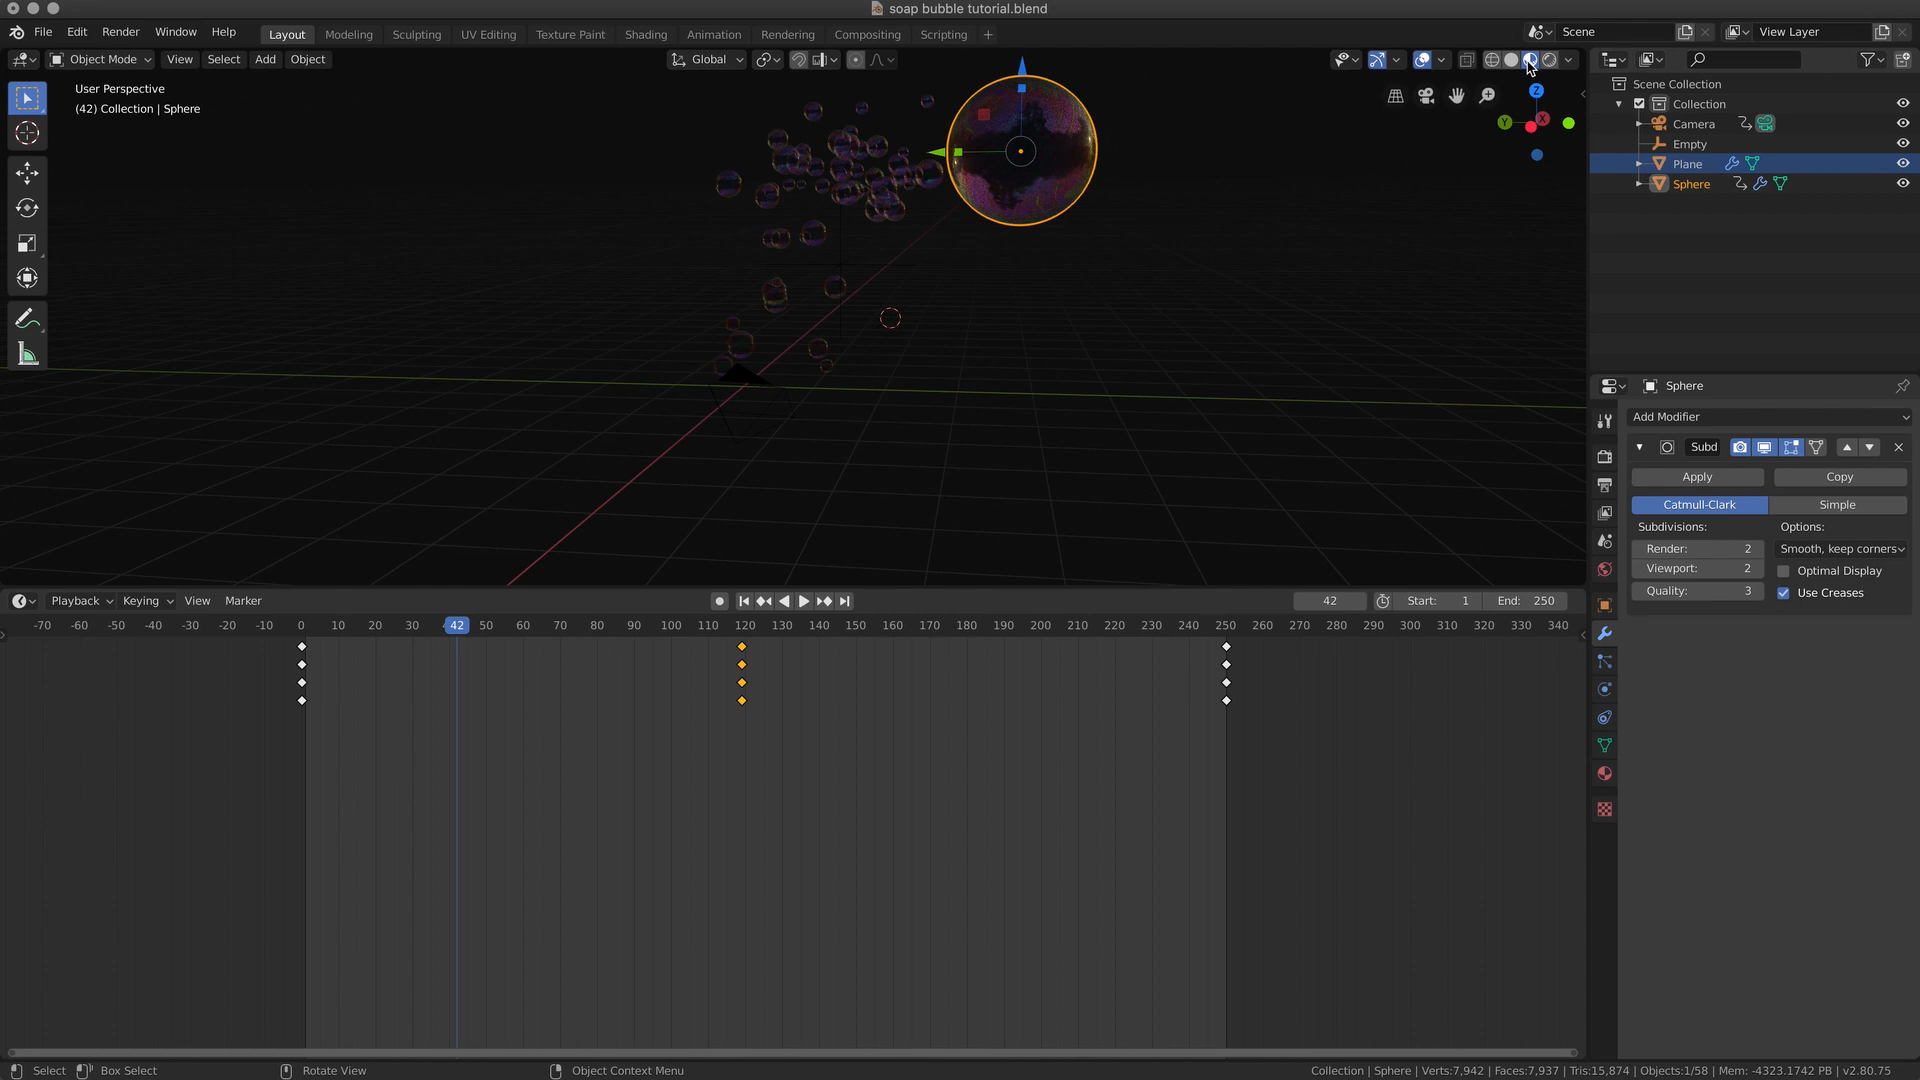 soap bubble tutorial.blend
File Edit Render Window Help Layout Modeling Sculpting UV Editing Texture Paint Shading Animation Rendering Compositing Scripting + Scene View Layer
Object Mode View Select Add Object Global
User Perspective
(42) Collection | Sphere
Z
Y X
Scene Collection
Collection
Camera
Empty
Plane
Sphere
Sphere
Add Modifier
Subd
Apply Copy
Catmull-Clark Simple
Subdivisions: Options:
Render: 2 Smooth, keep corners
Viewport: 2 Optimal Display
Quality: 3 Use Creases
Playback Keying View Marker 42 Start: 1 End: 250
-70 -60 -50 -40 -30 -20 -10 0 10 20 30 42 50 60 70 80 90 100 110 120 130 140 150 160 170 180 190 200 210 220 230 240 250 260 270 280 290 300 310 320 330 340
Select Box Select Rotate View Object Context Menu Collection | Sphere | Verts:7,942 | Faces:7,937 | Tris:15,874 | Objects:1/58 | Mem: -4323.1742 PB | v2.80.75